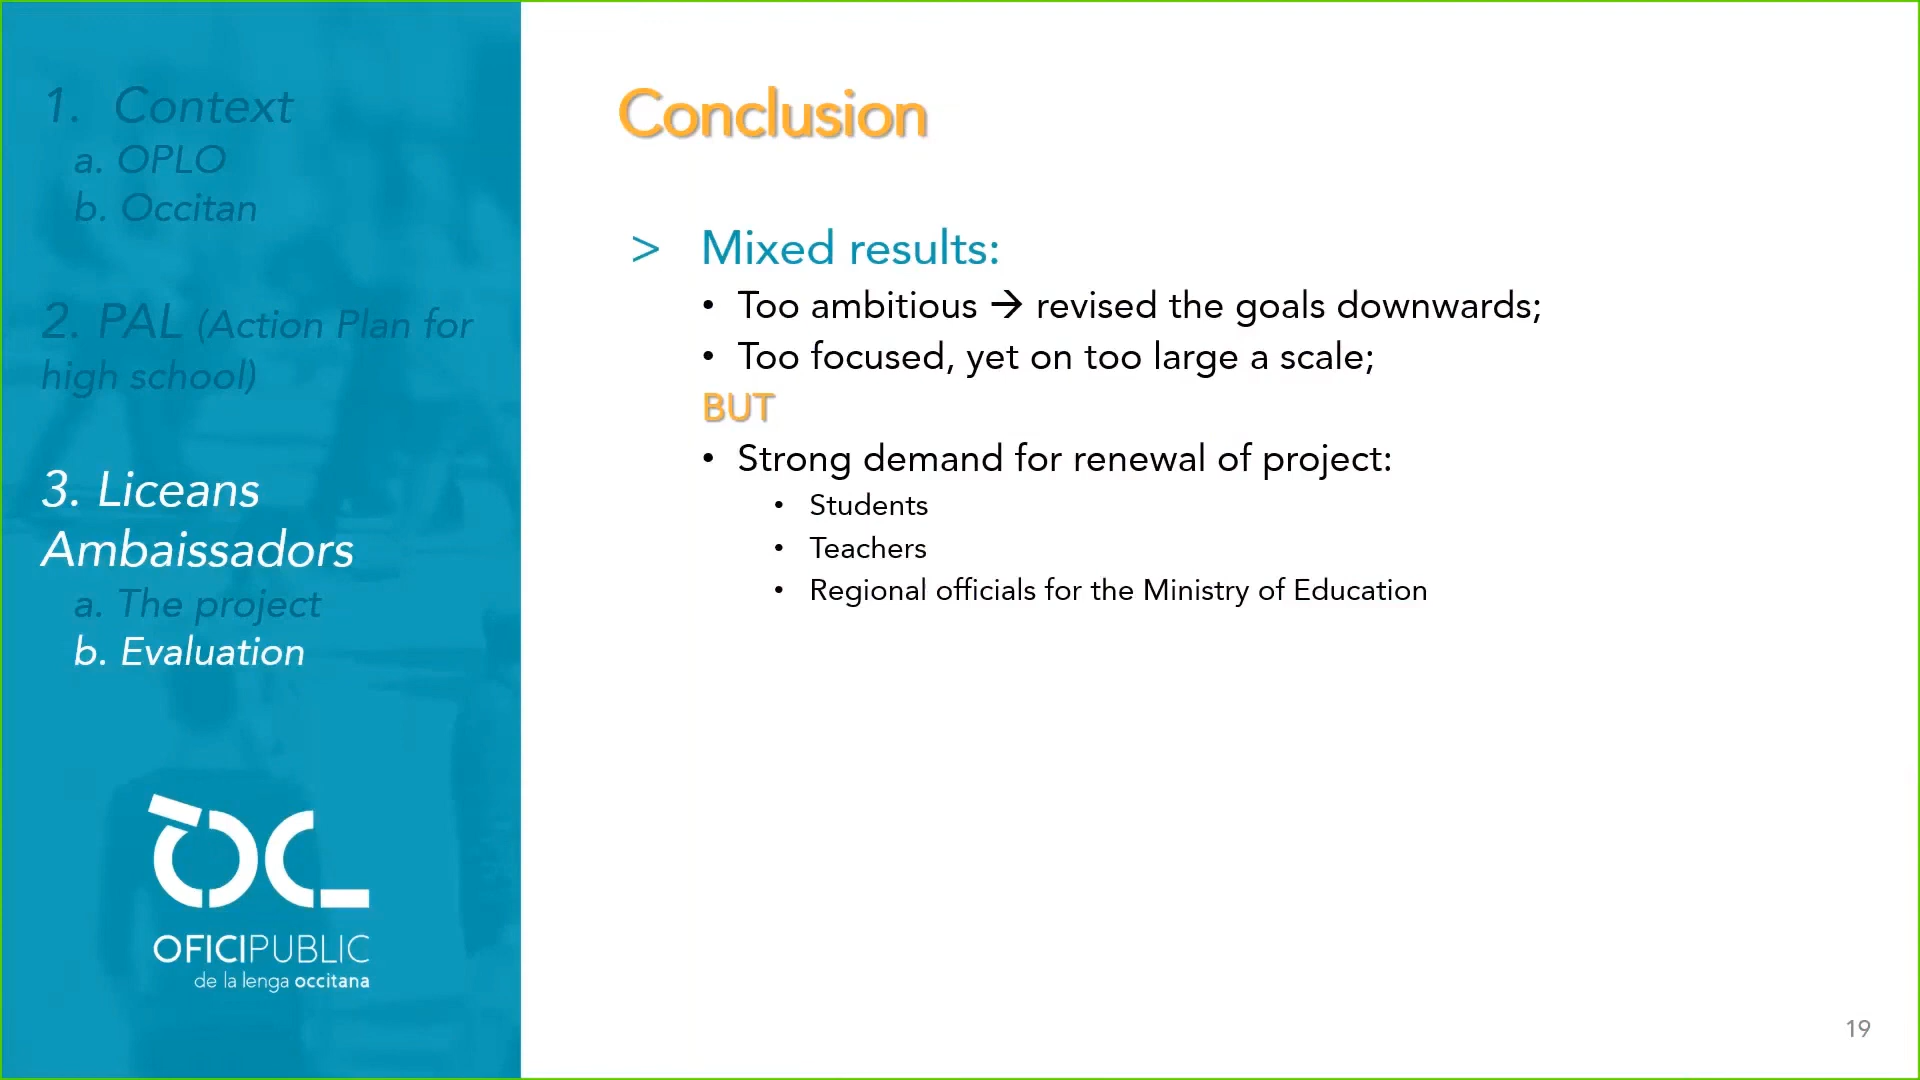 1. Context
a. OPLO
b. Occitan
2. PAL (Action Plan for
high school)
3. Liceans
Ambaissadors
a. The project
b. Evaluation
ÒC
OFICIPUBLIC
de la lenga occitana
Conclusion
> Mixed results:
• Too ambitious → revised the goals downwards;
• Too focused, yet on too large a scale;
BUT
• Strong demand for renewal of project:
• Students
• Teachers
• Regional officials for the Ministry of Education
19